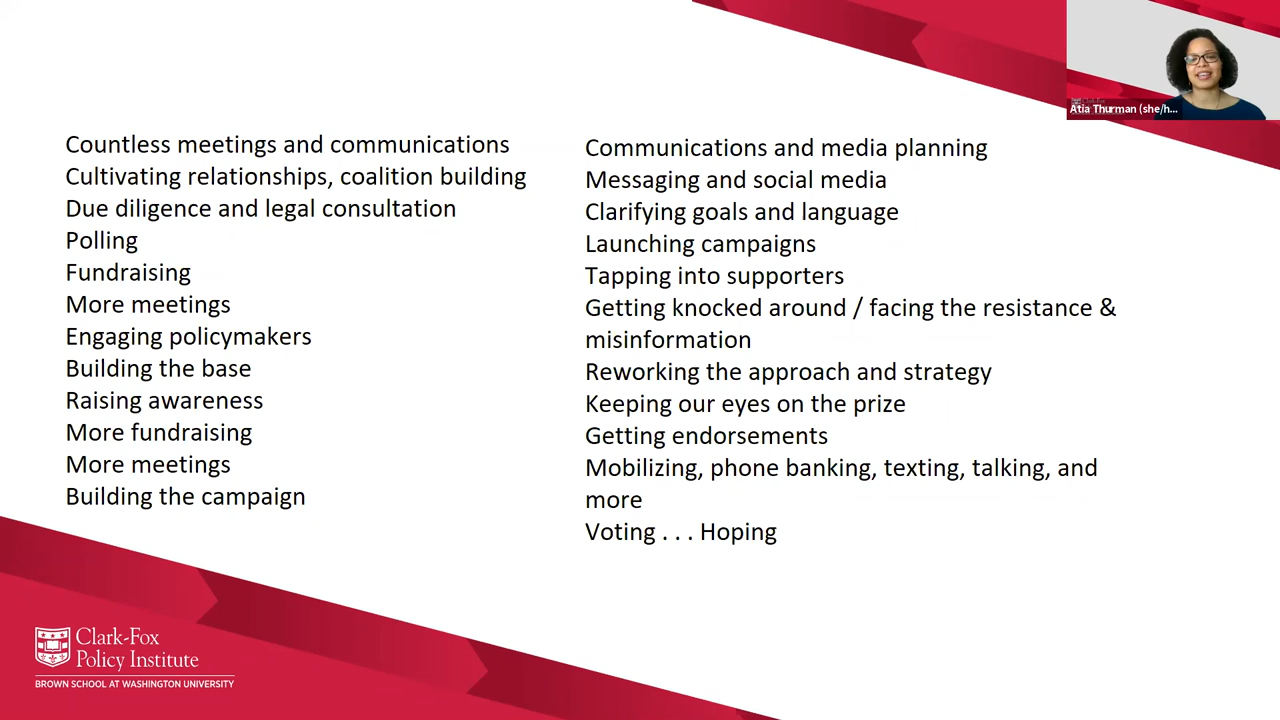 Countless meetings and communications
Cultivating relationships, coalition building
Due diligence and legal consultation
Polling
Fundraising
More meetings
Engaging policymakers
Building the base
Raising awareness
More fundraising
More meetings
Building the campaign
Communications and media planning
Messaging and social media
Clarifying goals and language
Launching campaigns
Tapping into supporters
Getting knocked around / facing the resistance &
misinformation
Reworking the approach and strategy
Keeping our eyes on the prize
Getting endorsements
Mobilizing, phone banking, texting, talking, and
more
Voting . . . Hoping
Atia Thurman (she/h...
Clark-Fox
Policy Institute
BROWN SCHOOL AT WASHINGTON UNIVERSITY